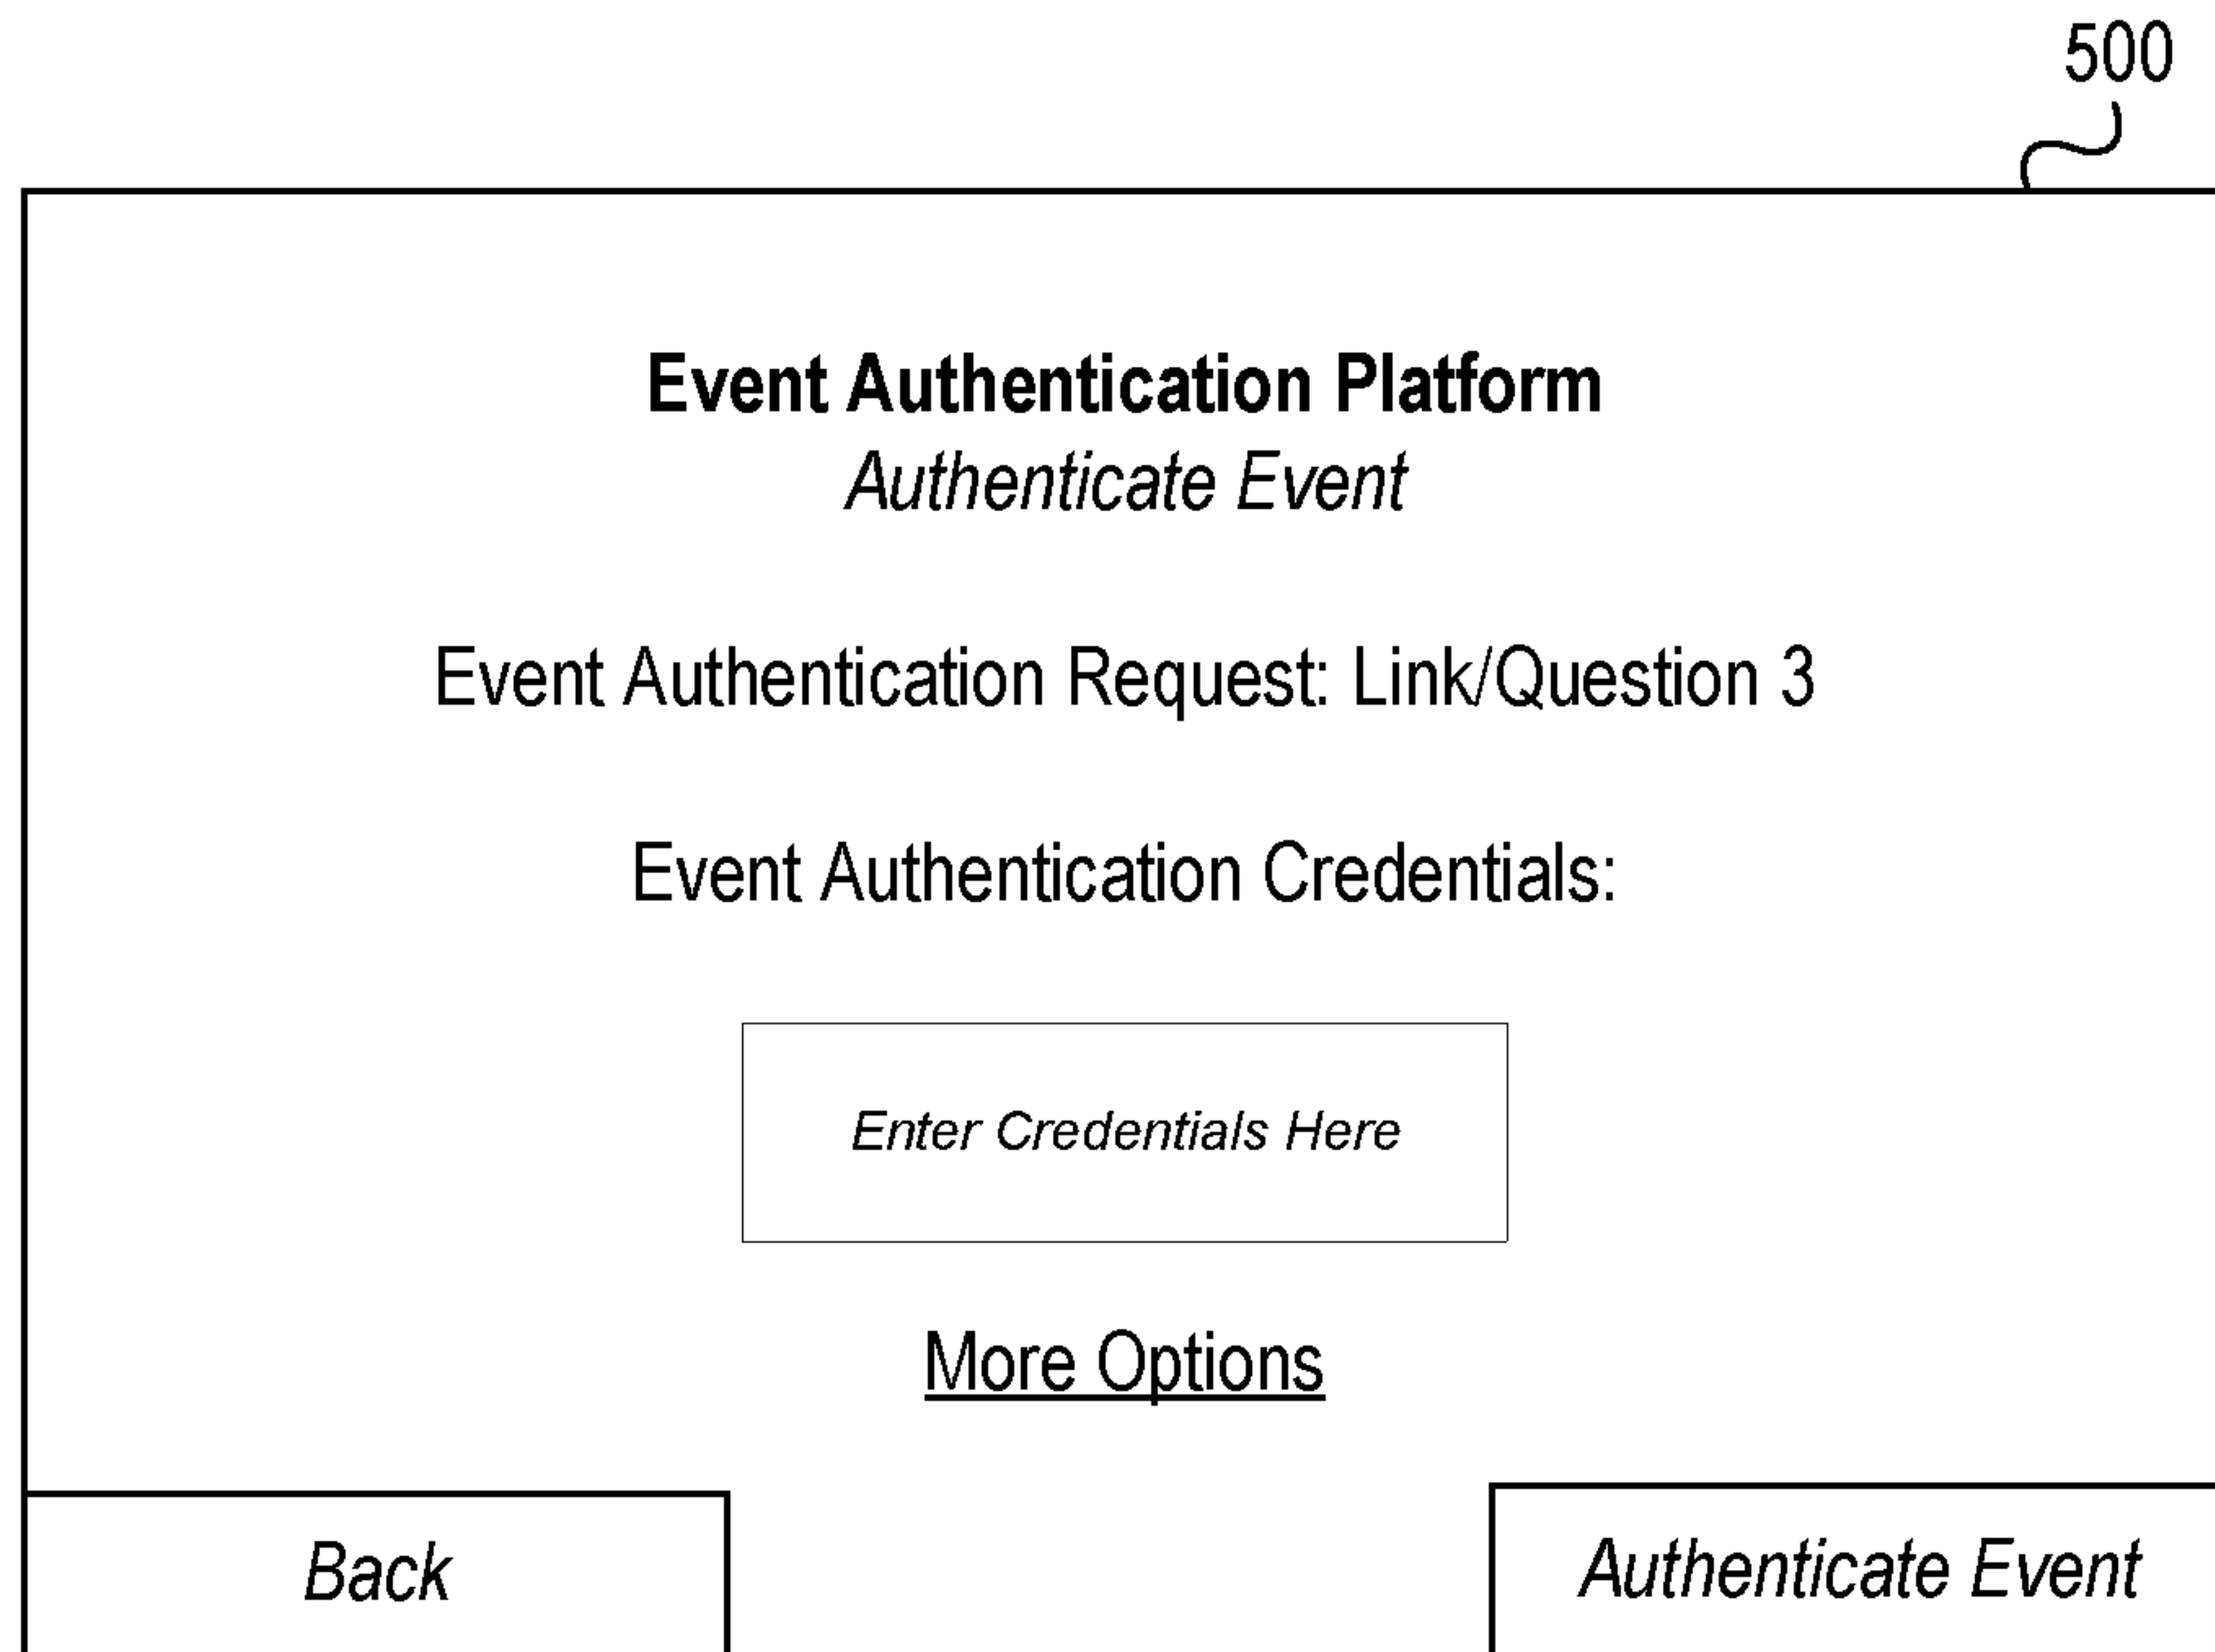 500
Event Authentication Platform
Authenticate Event
Event Authentication Request: Link/Question 3
Event Authentication Credentials:
Enter Credentials Here
More Options
Back
Authenticate Event